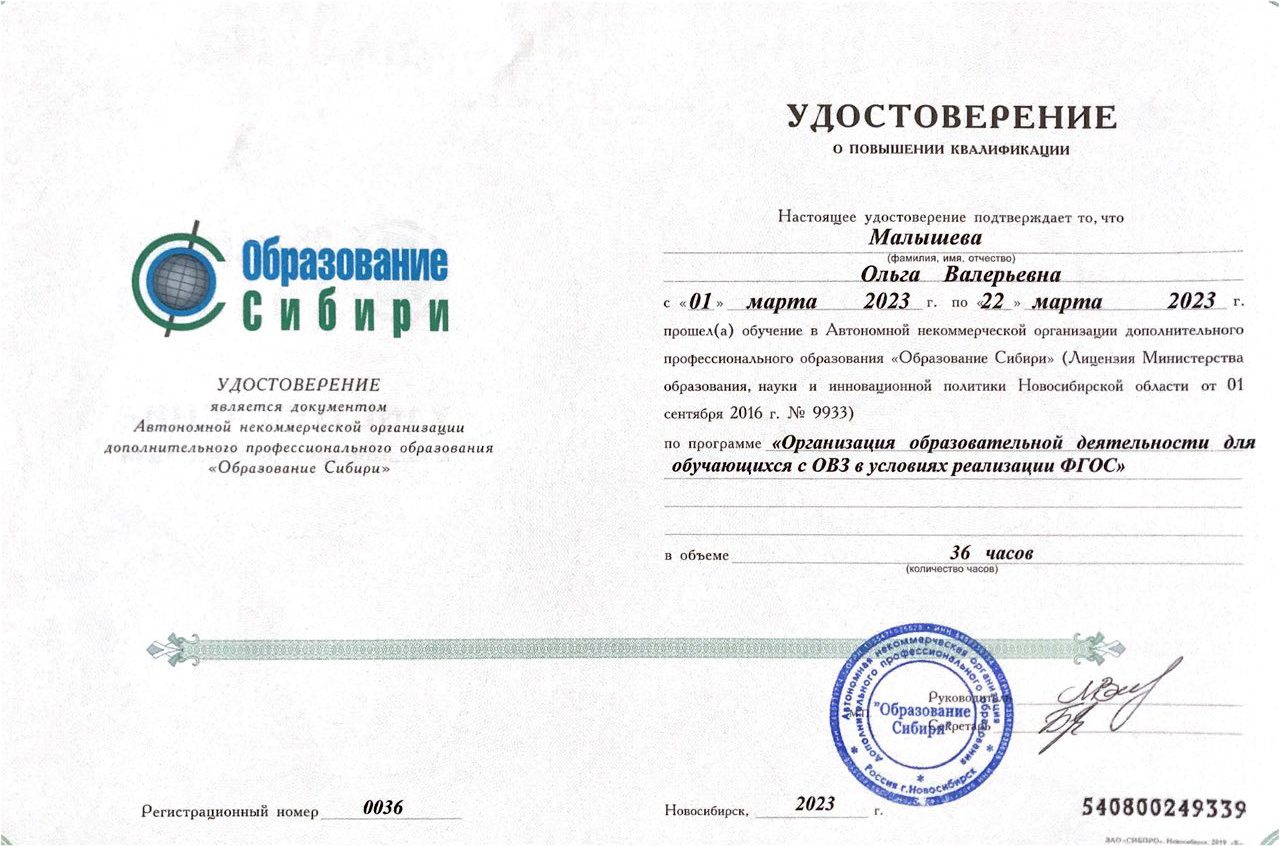 Образование
Сибири
УДОСТОВЕРЕНИЕ
является документом
Автономной некоммерческой организации
дополнительного профессионального образования
«Образование Сибири»
Регистрационный номер 0036
УДОСТОВЕРЕНИЕ
О ПОВЫШЕНИИ КВАЛИФИКАЦИИ
Настоящее удостоверение подтверждает то, что
Малышева
(фамилия, имя, отчество)
Ольга Валерьевна
с «01» марта 2023 г. по «22» марта 2023 г.
прошел(а) обучение в Автономной некоммерческой организации дополнительного
профессионального образования «Образование Сибири» (Лицензия Министерства
образования, науки и инновационной политики Новосибирской области от 01
сентября 2016 г. № 9933)
по программе «Организация образовательной деятельности для
обучающихся с ОВЗ в условиях реализации ФГОС»
в объеме 36 часов
(количество часов)
Автономная некоммерческая организация
дополнительного профессионального образования
"Образование
Сибири"
Россия г.Новосибирск
Руководитель
Секретарь
Новосибирск, 2023 г.
540800249339
ЗАО «СИБПРО», Новосибирск, 2019